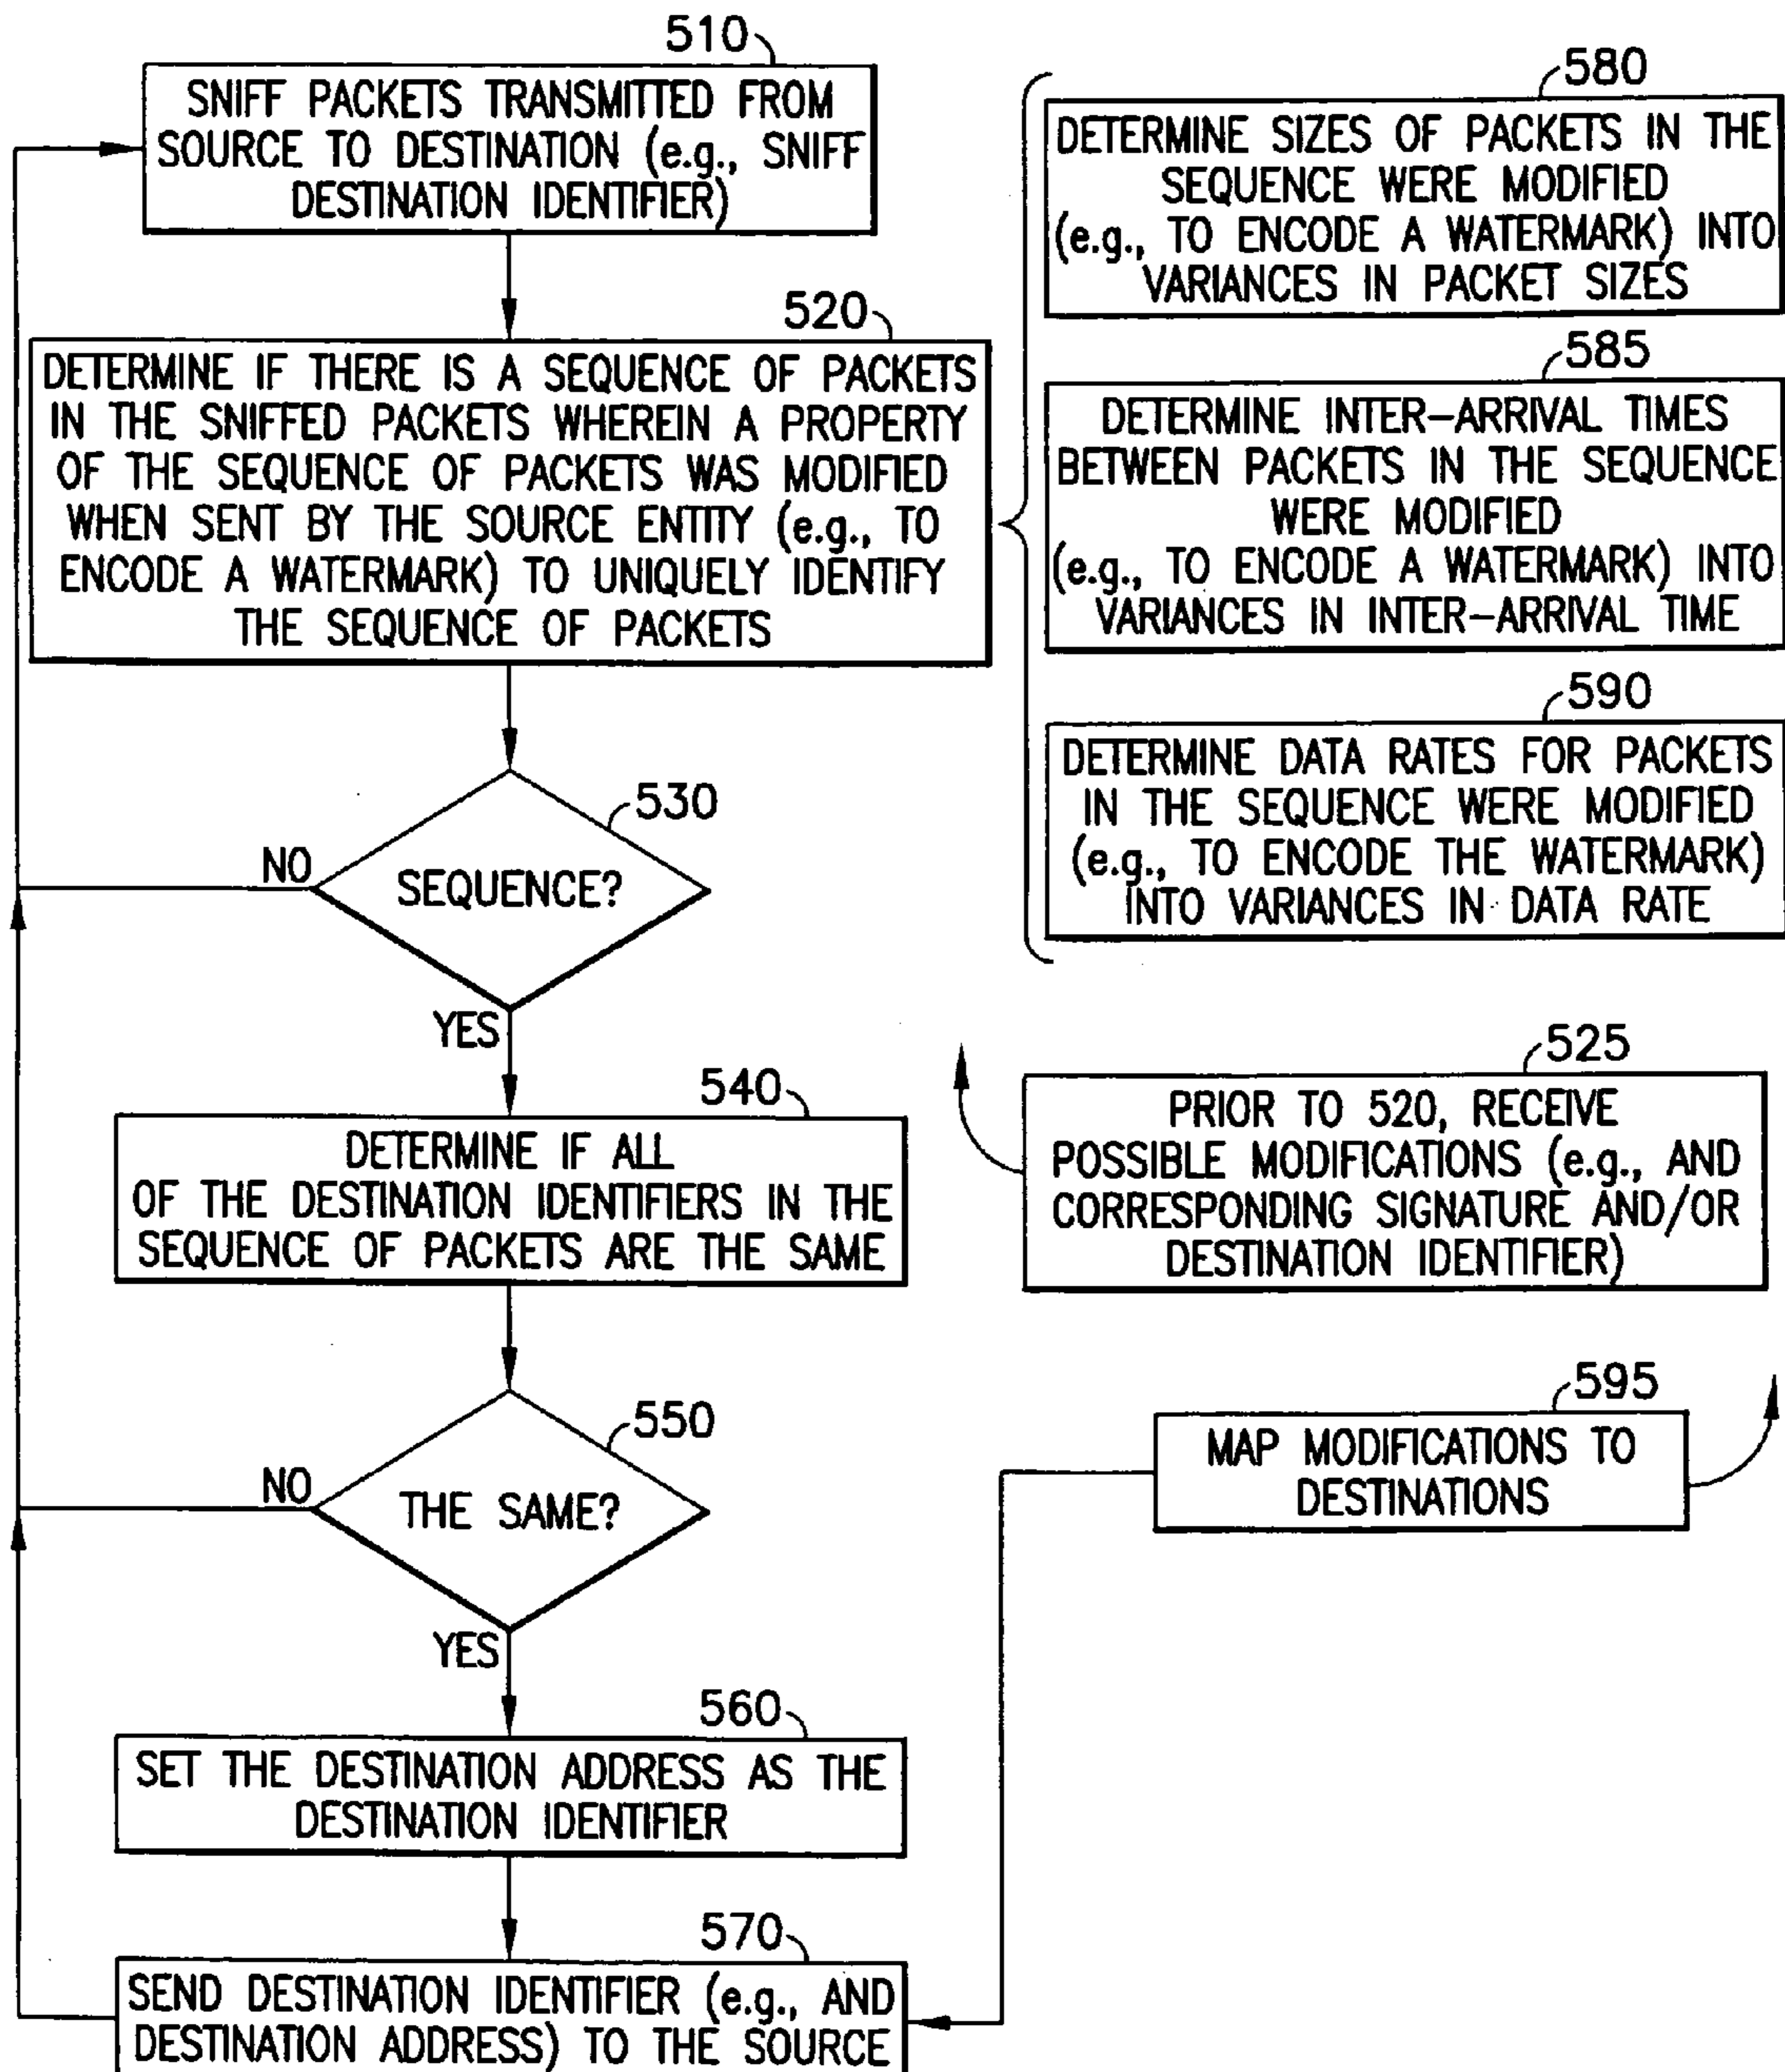 510
SNIFF PACKETS TRANSMITTED FROM
SOURCE TO DESTINATION (e.g., SNIFF
DESTINATION IDENTIFIER)
520
DETERMINE IF THERE IS A SEQUENCE OF PACKETS
IN THE SNIFFED PACKETS WHEREIN A PROPERTY
OF THE SEQUENCE OF PACKETS WAS MODIFIED
WHEN SENT BY THE SOURCE ENTITY (e.g., TO
ENCODE A WATERMARK) TO UNIQUELY IDENTIFY
THE SEQUENCE OF PACKETS
580
DETERMINE SIZES OF PACKETS IN THE
SEQUENCE WERE MODIFIED
(e.g., TO ENCODE A WATERMARK) INTO
VARIANCES IN PACKET SIZES
585
DETERMINE INTER-ARRIVAL TIMES
BETWEEN PACKETS IN THE SEQUENCE
WERE MODIFIED
(e.g., TO ENCODE A WATERMARK) INTO
VARIANCES IN INTER-ARRIVAL TIME
590
DETERMINE DATA RATES FOR PACKETS
IN THE SEQUENCE WERE MODIFIED
(e.g., TO ENCODE THE WATERMARK)
INTO VARIANCES IN DATA RATE
530
NO
SEQUENCE?
YES
525
PRIOR TO 520, RECEIVE
POSSIBLE MODIFICATIONS (e.g., AND
CORRESPONDING SIGNATURE AND/OR
DESTINATION IDENTIFIER)
540
DETERMINE IF ALL
OF THE DESTINATION IDENTIFIERS IN THE
SEQUENCE OF PACKETS ARE THE SAME
550
NO
THE SAME?
YES
595
MAP MODIFICATIONS TO
DESTINATIONS
560
SET THE DESTINATION ADDRESS AS THE
DESTINATION IDENTIFIER
570
SEND DESTINATION IDENTIFIER (e.g., AND
DESTINATION ADDRESS) TO THE SOURCE